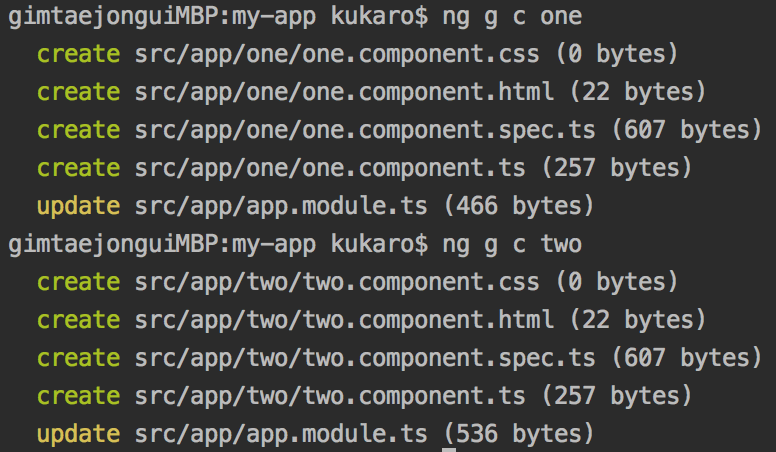 gimtaejonguiMBP:my-app kukaro$ ng g c one
create src/app/one/one.component.css (0 bytes)
create src/app/one/one.component.html (22 bytes)
create src/app/one/one.component.spec.ts (607 bytes)
create src/app/one/one.component.ts (257 bytes)
update src/app/app.module.ts (466 bytes)
gimtaejonguiMBP:my-app kukaro$ ng g c two
create src/app/two/two.component.css (0 bytes)
create src/app/two/two.component.html (22 bytes)
create src/app/two/two.component.spec.ts (607 bytes)
create src/app/two/two.component.ts (257 bytes)
update src/app/app.module.ts (536 bytes)